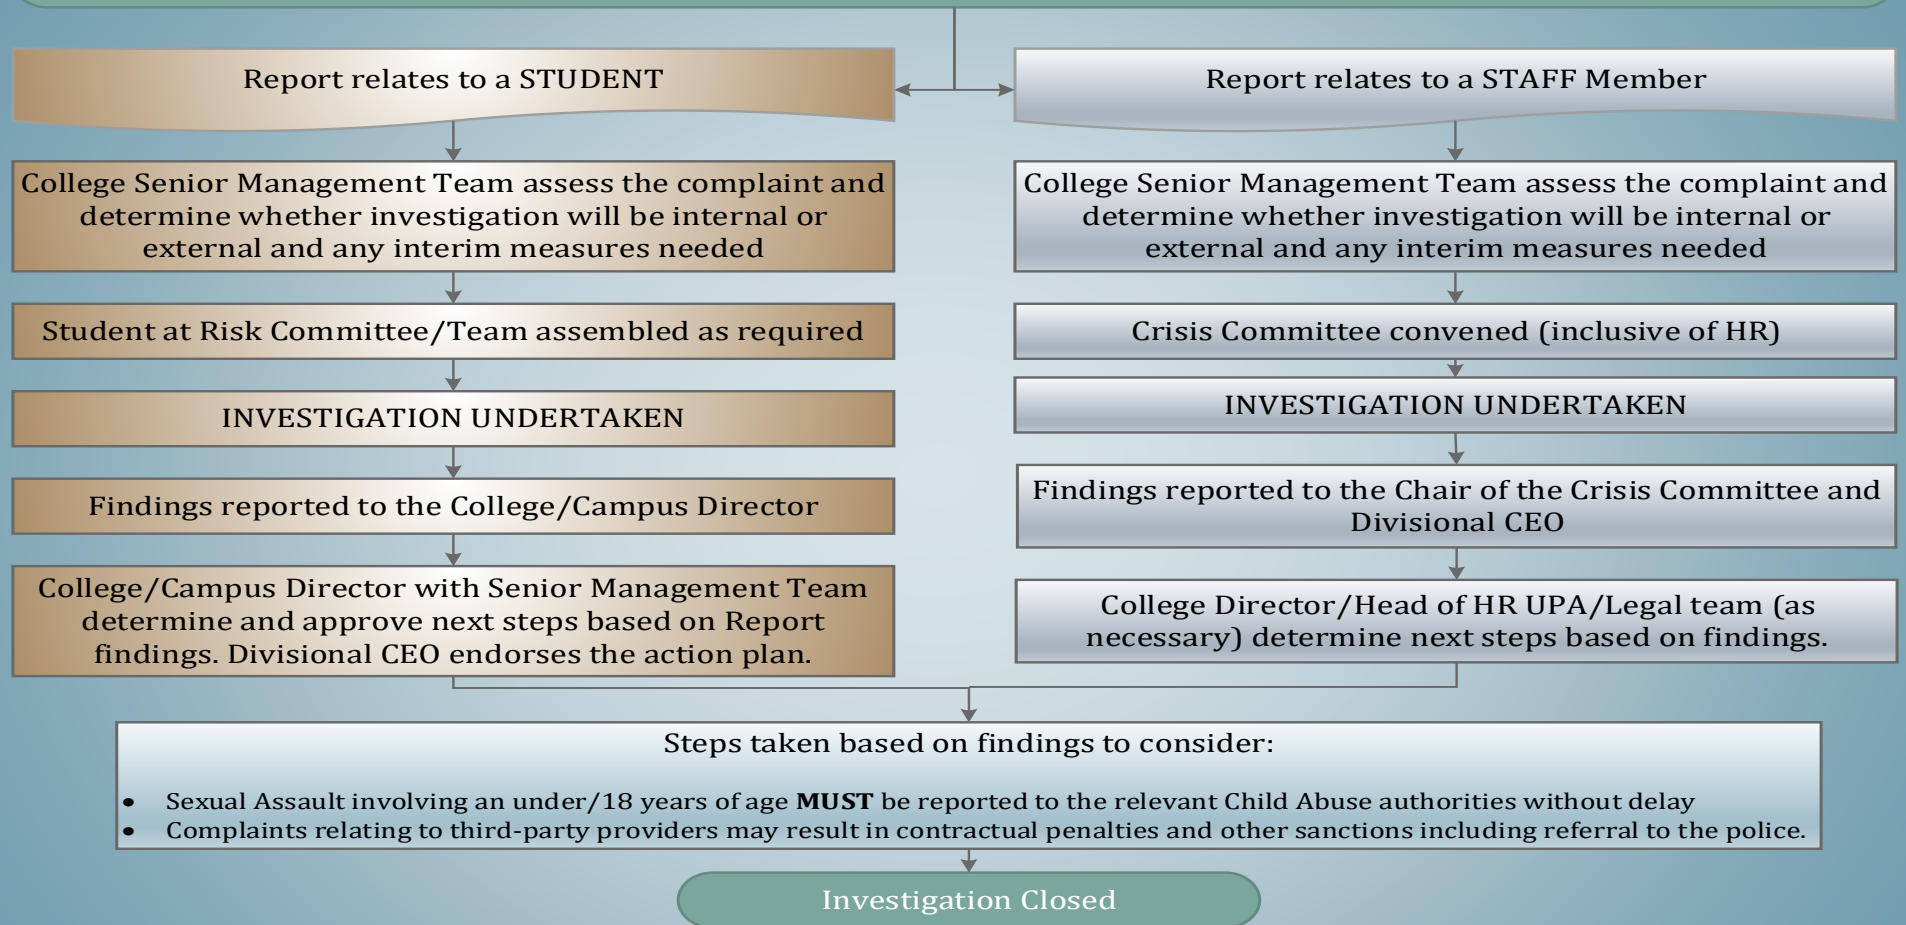 Report relates to a STUDENT
College Senior Management Team assess the complaint and
determine whether investigation will be internal or
external and any interim measures needed
Student at Risk Committee/Team assembled as required
INVESTIGATION UNDERTAKEN
Findings reported to the College/Campus Director
College/Campus Director with Senior Management Team
determine and approve next steps based on Report
findings. Divisional CEO endorses the action plan.
Report relates to a STAFF Member
College Senior Management Team assess the complaint and
determine whether investigation will be internal or
external and any interim measures needed
Crisis Committee convened (inclusive of HR)
INVESTIGATION UNDERTAKEN
Findings reported to the Chair of the Crisis Committee and
Divisional CEO
College Director/Head of HR UPA/Legal team (as
necessary) determine next steps based on findings.
Steps taken based on findings to consider:
• Sexual Assault involving an under/18 years of age MUST be reported to the relevant Child Abuse authorities without delay
• Complaints relating to third-party providers may result in contractual penalties and other sanctions including referral to the police.
Investigation Closed